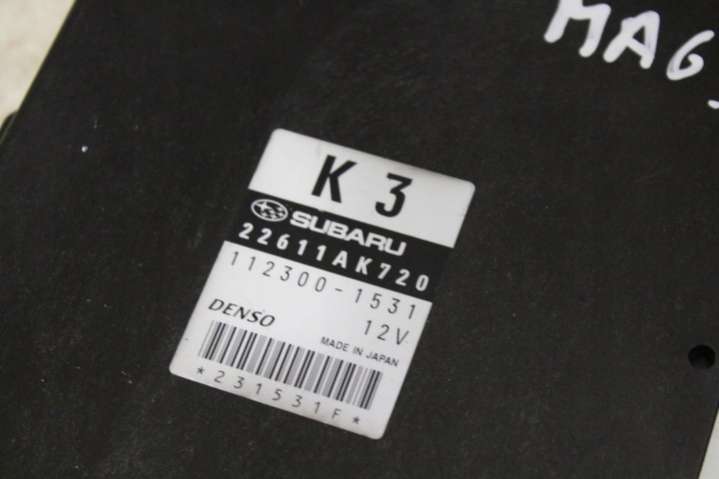 MAG
K 3
SUBARU
22611AK720
112300-1531
DENSO 12V
MADE IN JAPAN
*231531F*